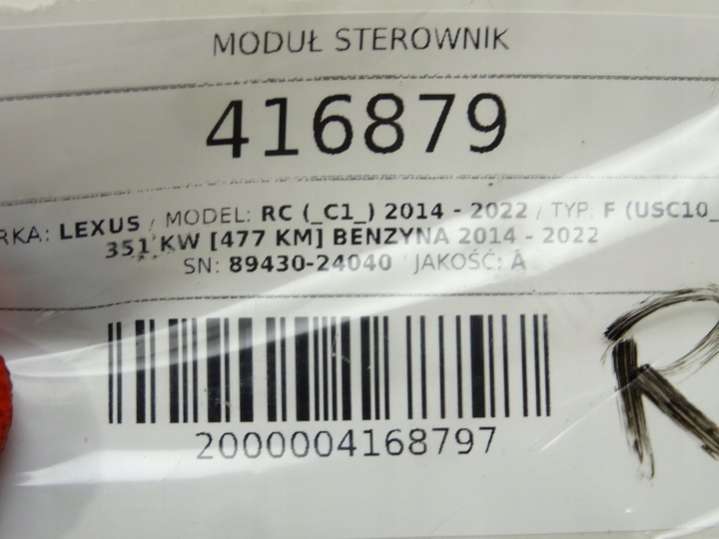 MODUŁ STEROWNIK
416879
RKA: LEXUS / MODEL: RC (_C1_) 2014 - 2022 / TYP: F (USC10_
351 KW [477 KM] BENZYNA 2014 - 2022
SN: 89430-24040 JAKOŚĆ: A
R
2000004168797